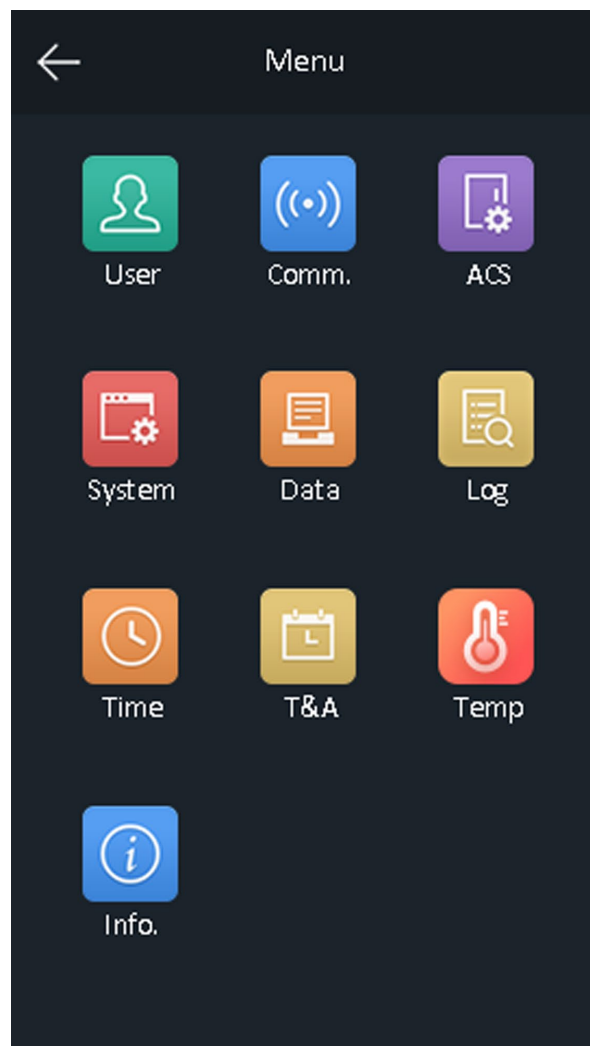 Menu
User Comm. ACS
System Data Log
Time T&A Temp
Info.